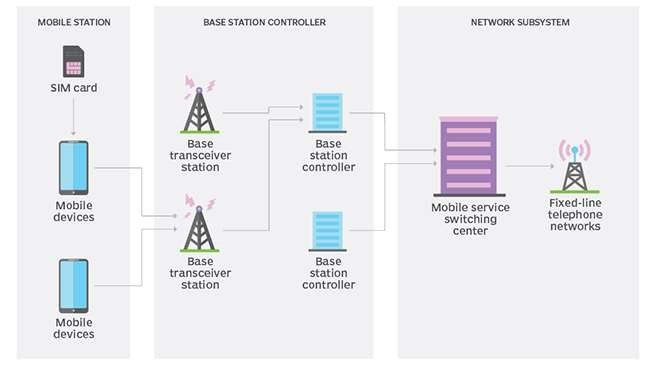 MOBILE STATION
BASE STATION CONTROLLER
NETWORK SUBSYSTEM
SIM card
Mobile
devices
Mobile
devices
Base
transceiver
station
Base
transceiver
station
Base
station
controller
Base
station
controller
Mobile service
switching
center
Fixed-line
telephone
networks